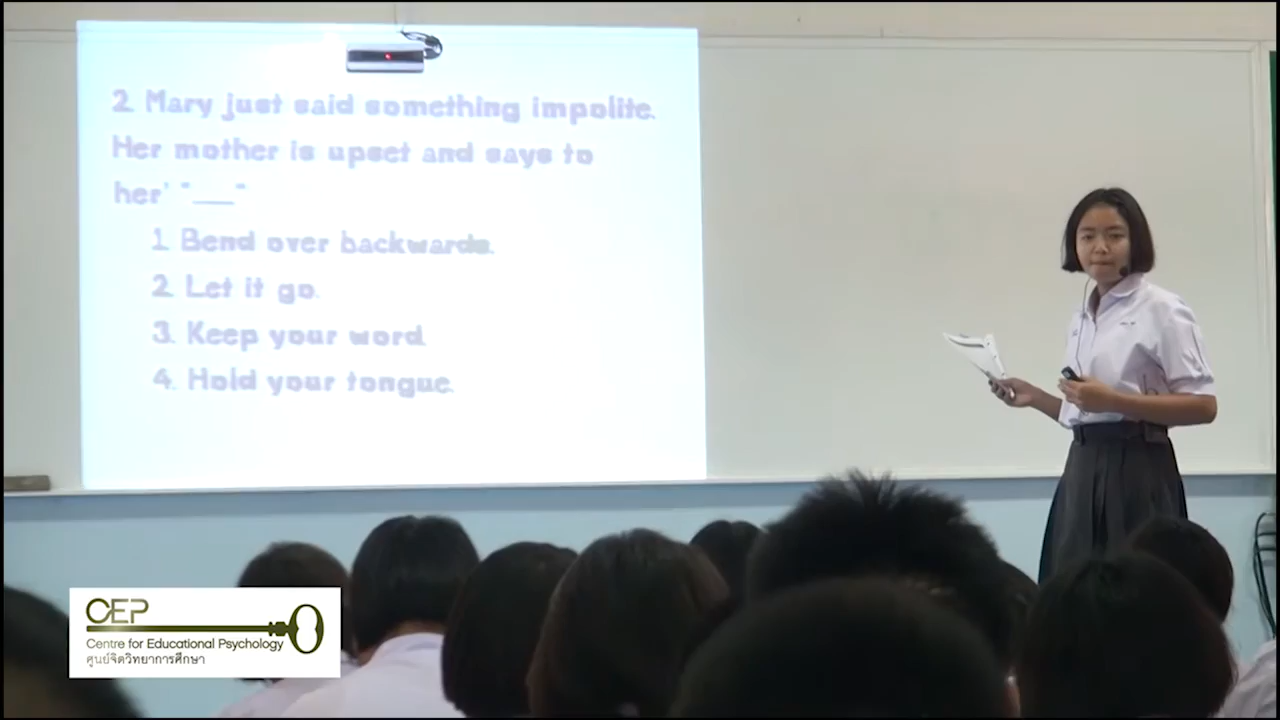 2. Mary just said something impolite.
Her mother is upset and says to
her' "___"
1. Bend over backwards.
2. Let it go.
3. Keep your word.
4. Hold your tongue.
CEP
Centre for Educational Psychology
ศูนย์จิตวิทยาการศึกษา